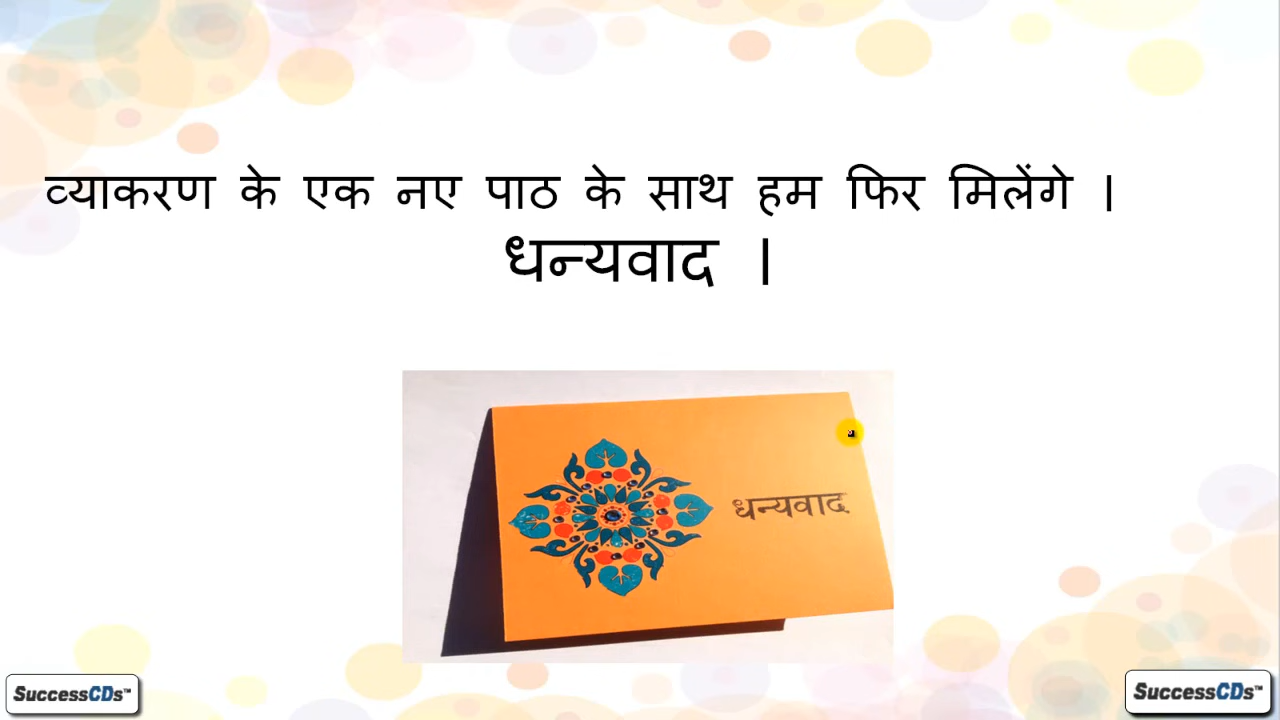 व्याकरण के एक नए पाठ के साथ हम फिर मिलेंगे ।
धन्यवाद ।
धन्यवाद
SuccessCDs™
SuccessCDs™